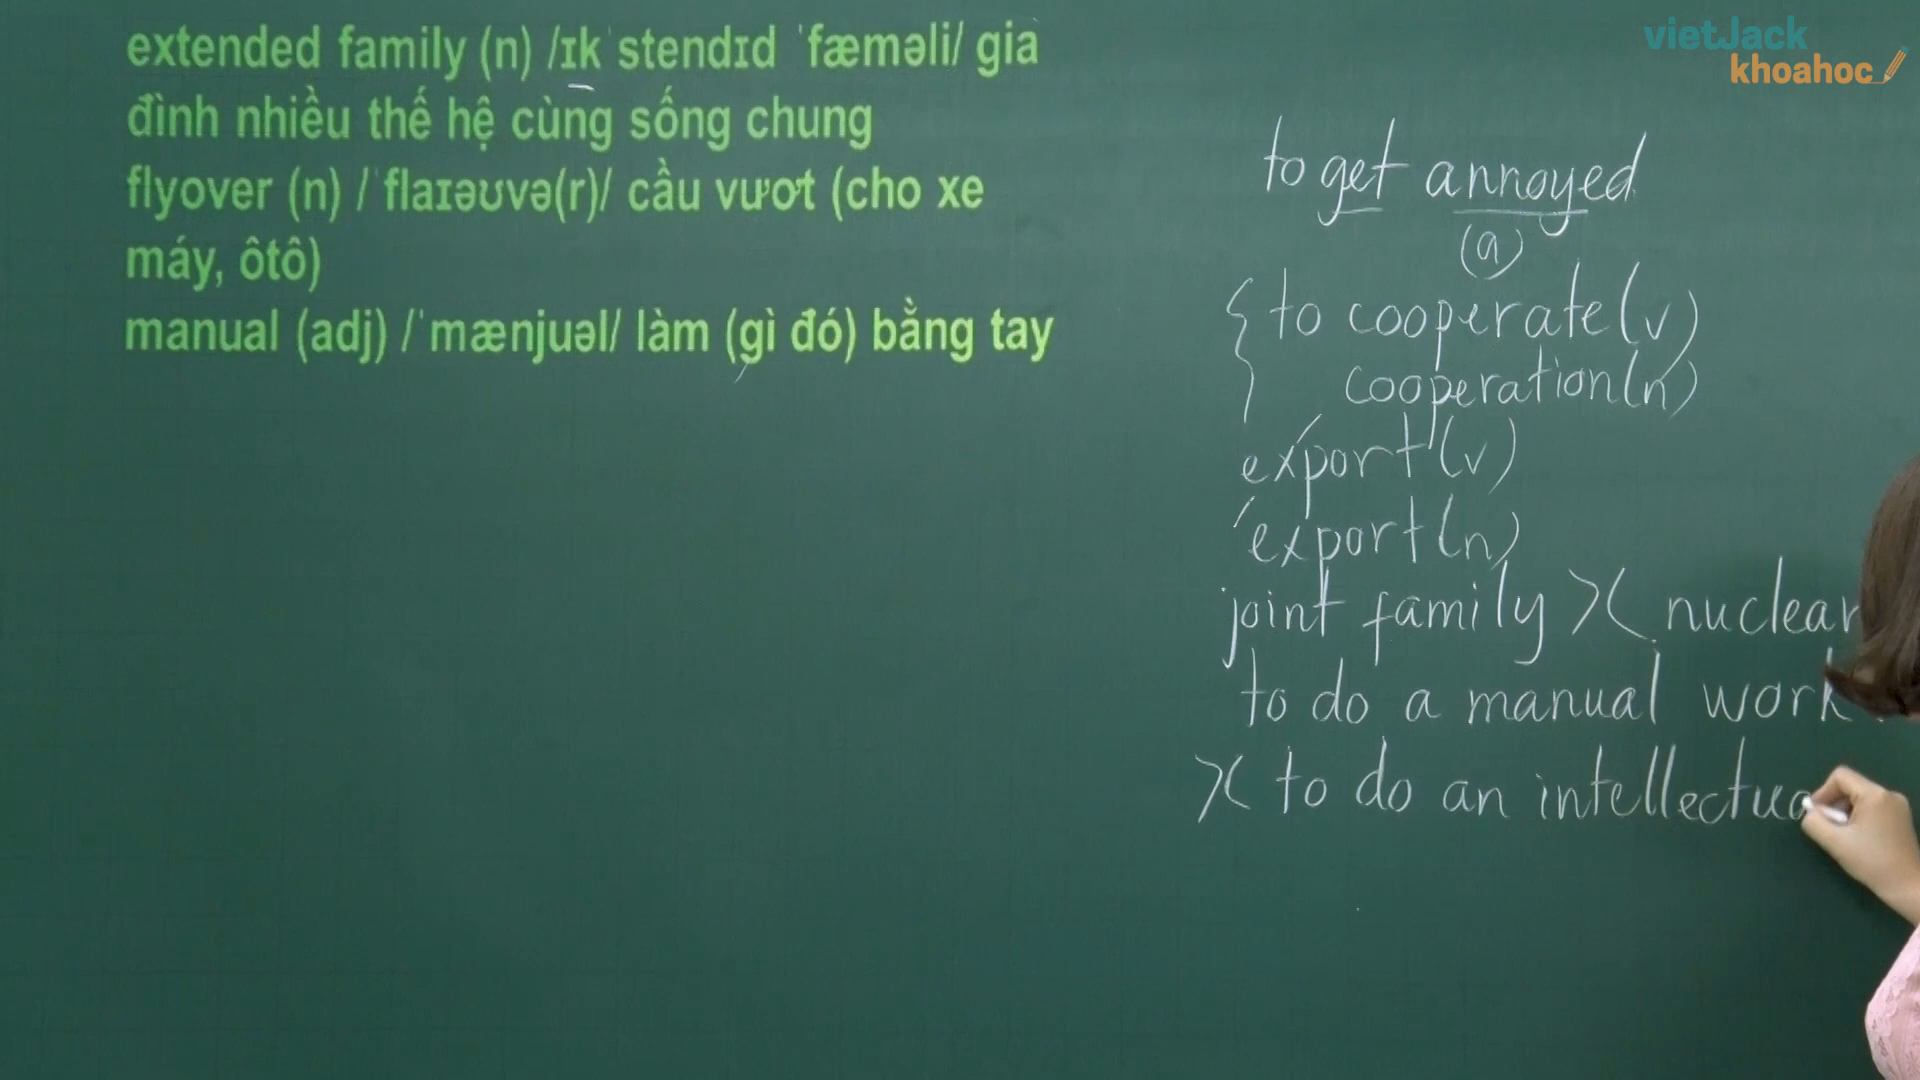 extended family (n) /ɪkˈstendɪd ˈfæməli/ gia
đình nhiều thế hệ cùng sống chung
flyover (n) /ˈflaɪəʊvə(r)/ cầu vượt (cho xe
máy, ôtô)
manual (adj) /ˈmænjuəl/ làm (gì đó) bằng tay
vietJack
khoahoc
to get annoyed
(a)
{ to cooperate (v)
cooperation (n)
export (v)
'export (n)
joint family >< nuclear
to do a manual work
>< to do an intellectua